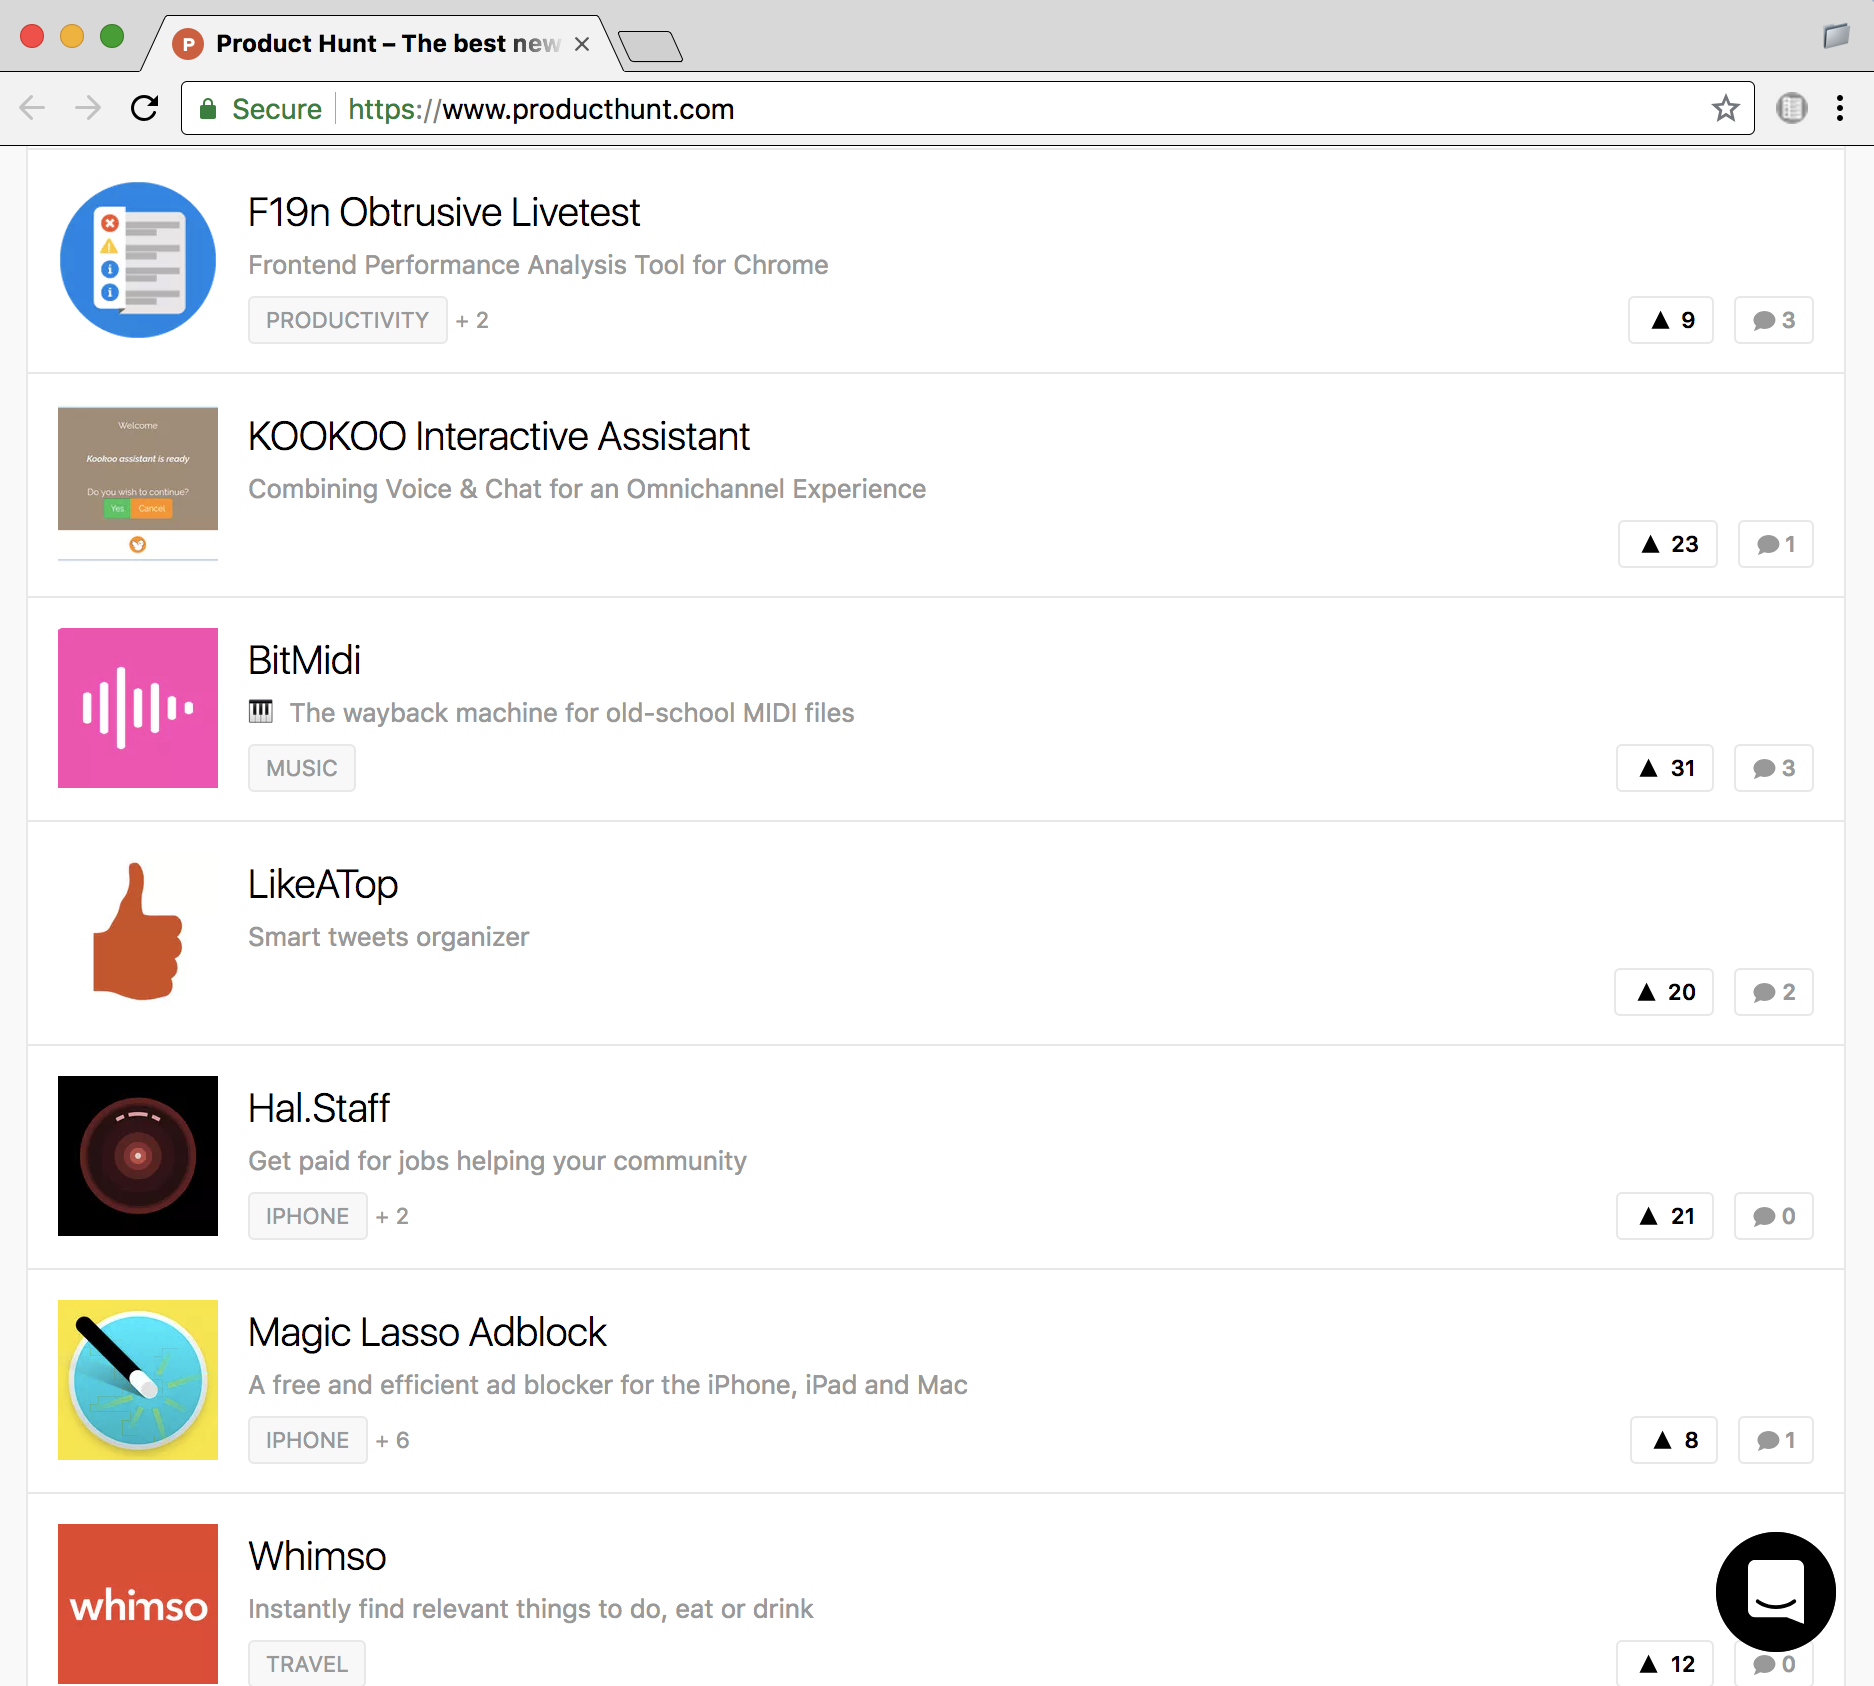 Product Hunt – The best new
Secure https://www.producthunt.com
F19n Obtrusive Livetest
Frontend Performance Analysis Tool for Chrome
PRODUCTIVITY + 2
9 3
Welcome
Kookoo assistant is ready
Do you wish to continue?
Yes Cancel
KOOKOO Interactive Assistant
Combining Voice & Chat for an Omnichannel Experience
23 1
BitMidi
🎹 The wayback machine for old-school MIDI files
MUSIC
31 3
LikeATop
Smart tweets organizer
20 2
Hal.Staff
Get paid for jobs helping your community
IPHONE + 2
21 0
Magic Lasso Adblock
A free and efficient ad blocker for the iPhone, iPad and Mac
IPHONE + 6
8 1
whimso
Whimso
Instantly find relevant things to do, eat or drink
TRAVEL
12 0